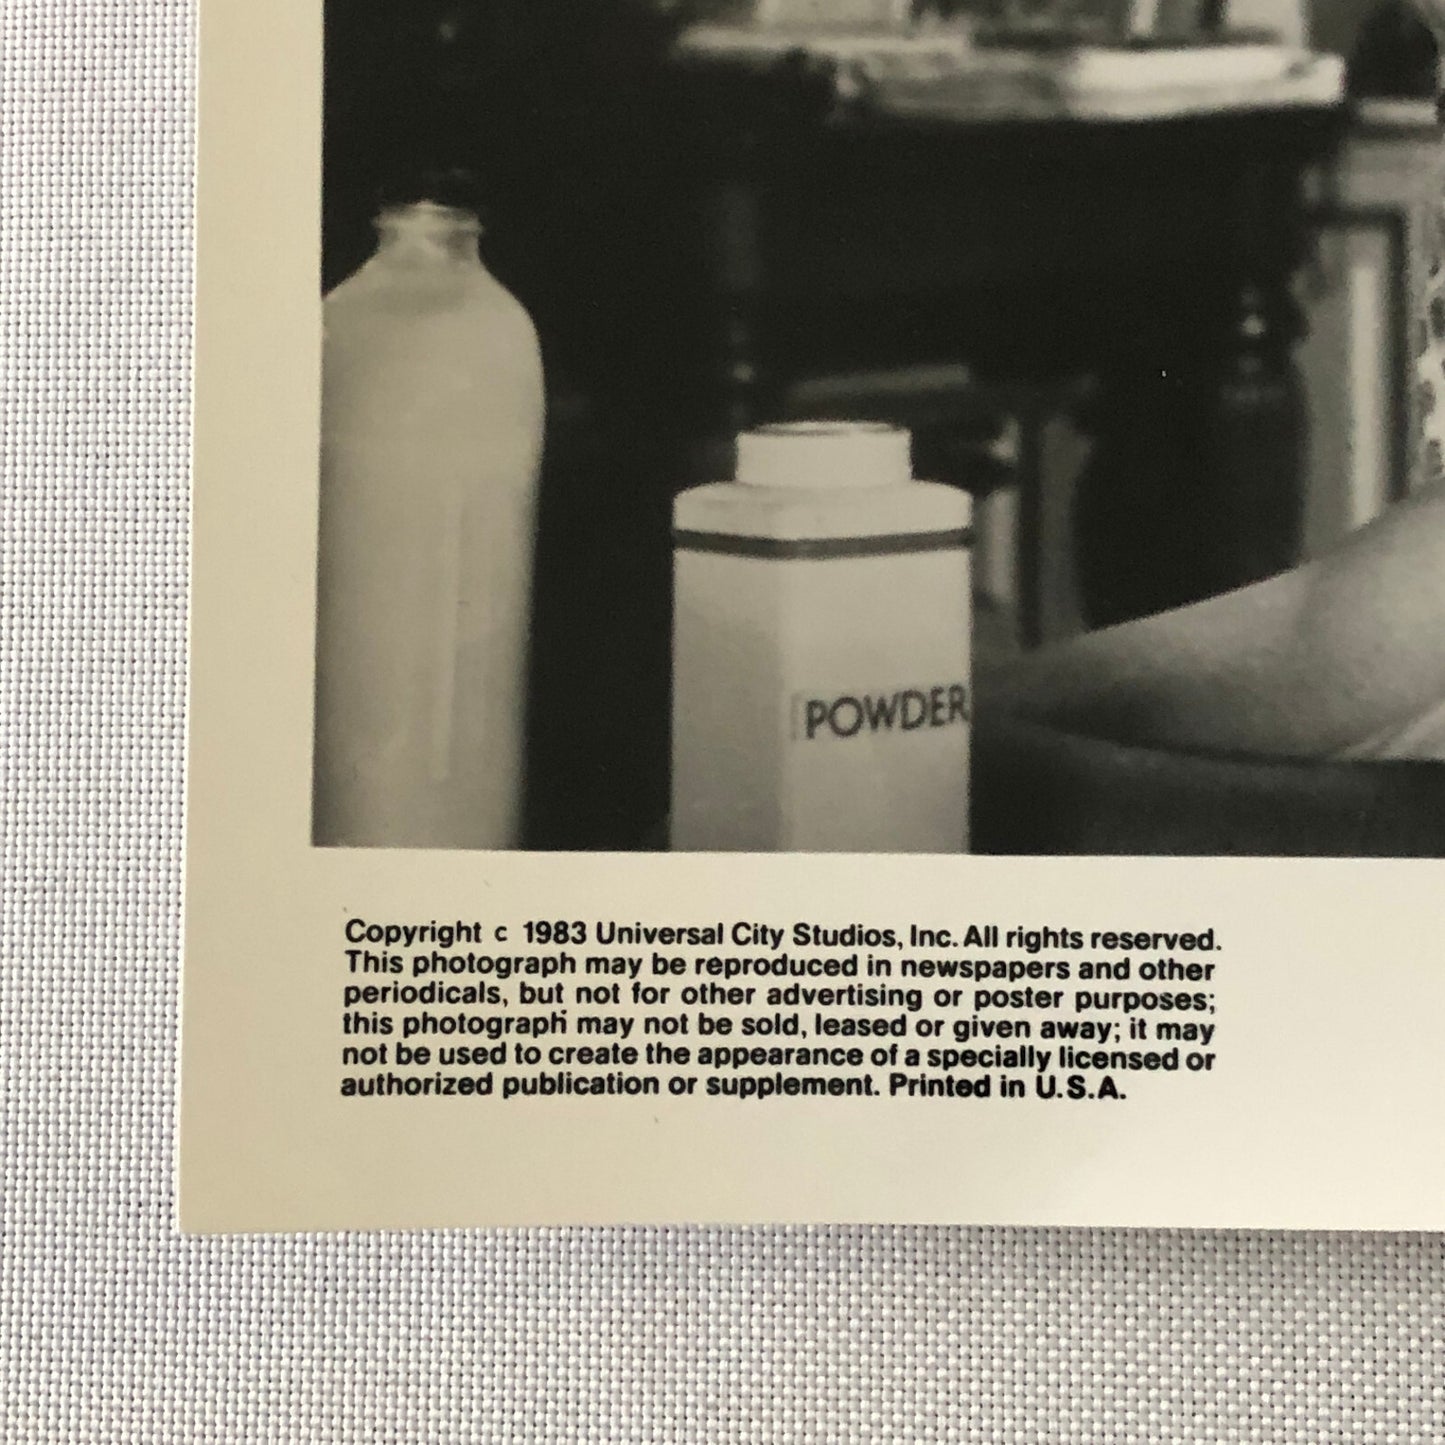 POWDER
Copyright c 1983 Universal City Studios, Inc. All rights reserved.
This photograph may be reproduced in newspapers and other
periodicals, but not for other advertising or poster purposes;
this photograph may not be sold, leased or given away; it may
not be used to create the appearance of a specially licensed or
authorized publication or supplement. Printed in U.S.A.